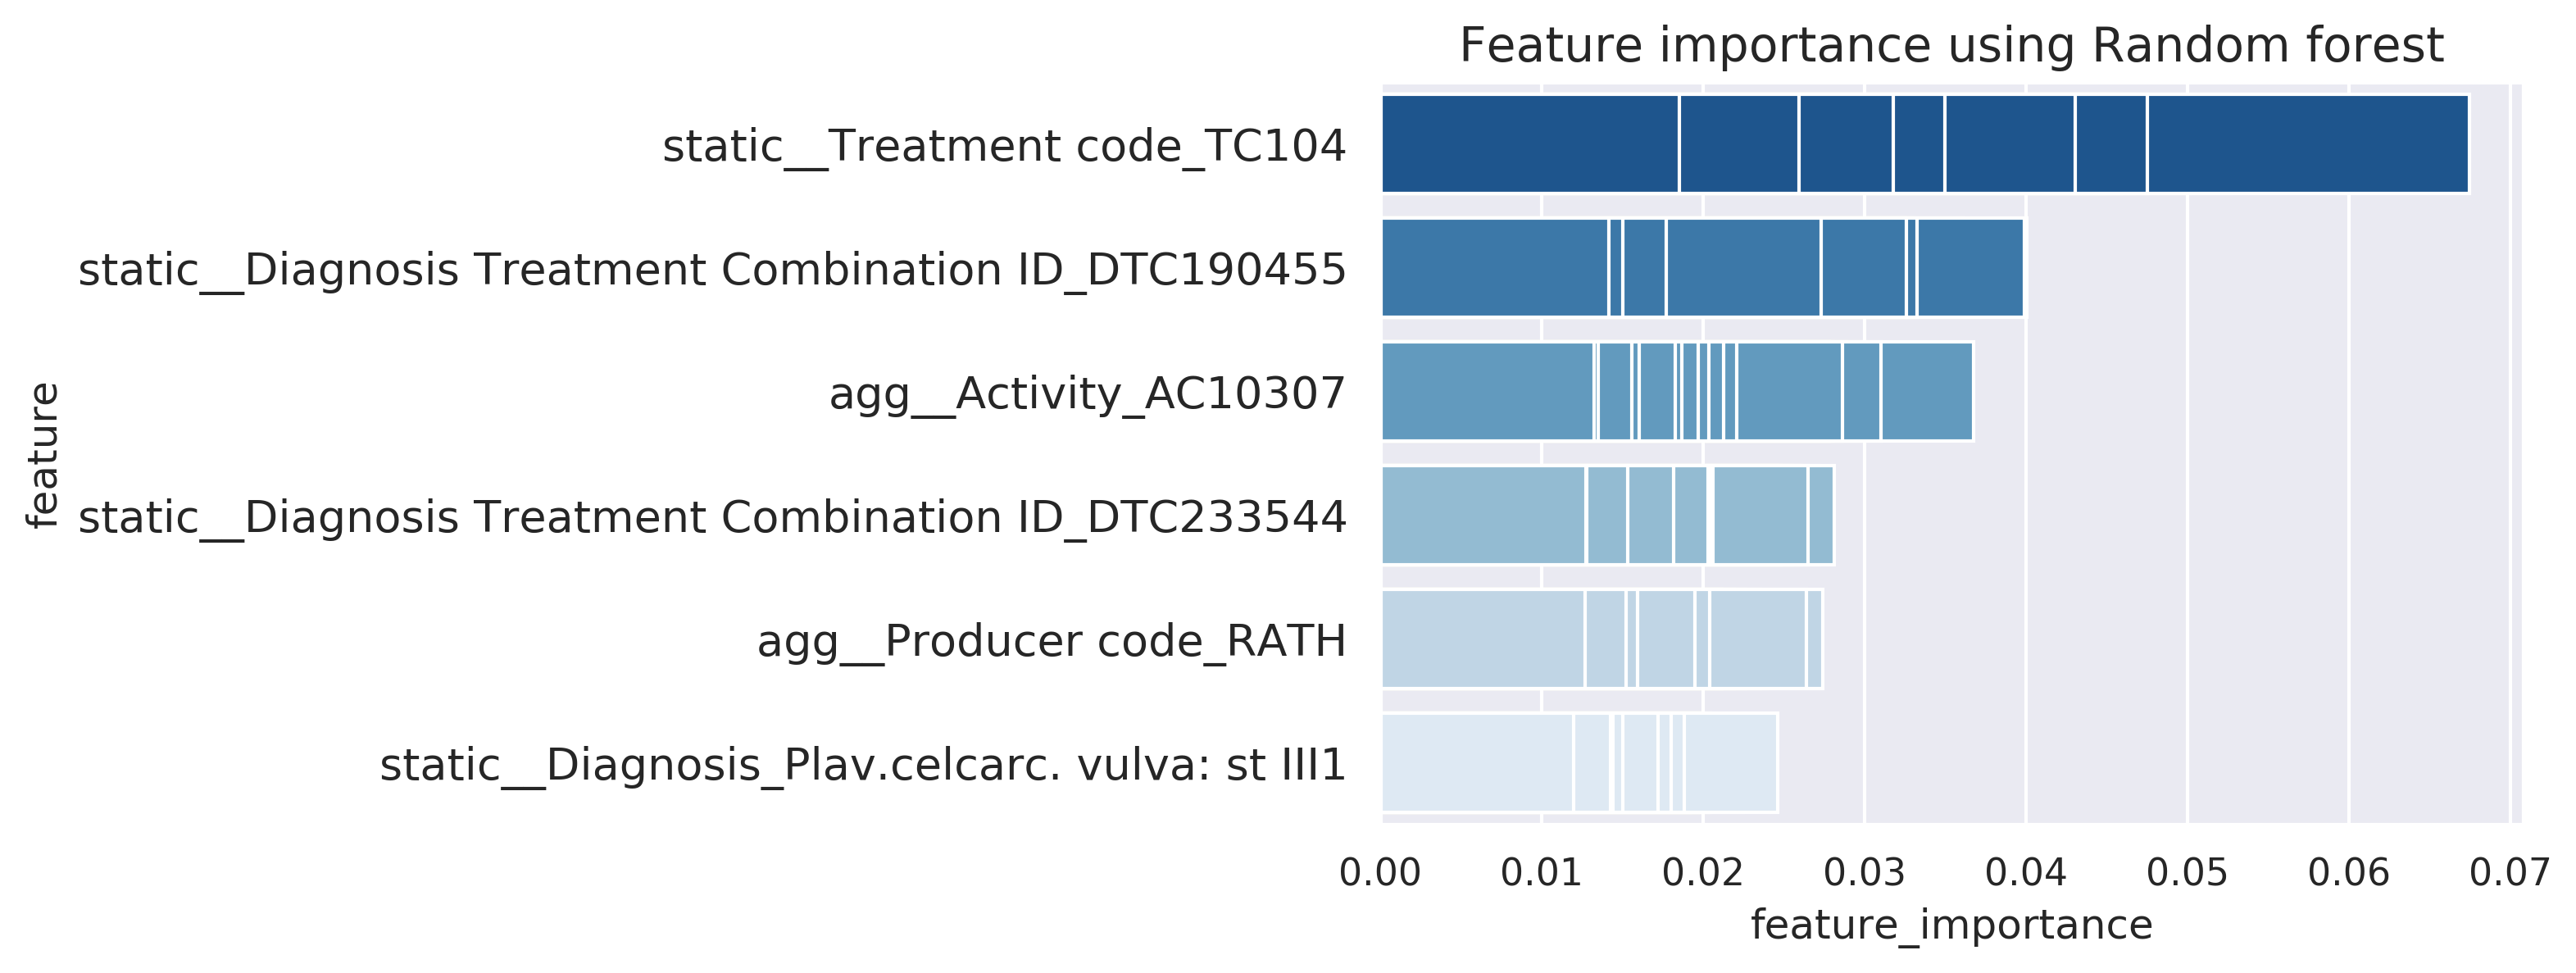 Feature importance using Random forest
static__Treatment code_TC104
static__Diagnosis Treatment Combination ID_DTC190455
agg__Activity_AC10307
static__Diagnosis Treatment Combination ID_DTC233544
agg__Producer code_RATH
static__Diagnosis_Plav.celcarc. vulva: st III1
feature
0.00 0.01 0.02 0.03 0.04 0.05 0.06 0.07
feature_importance